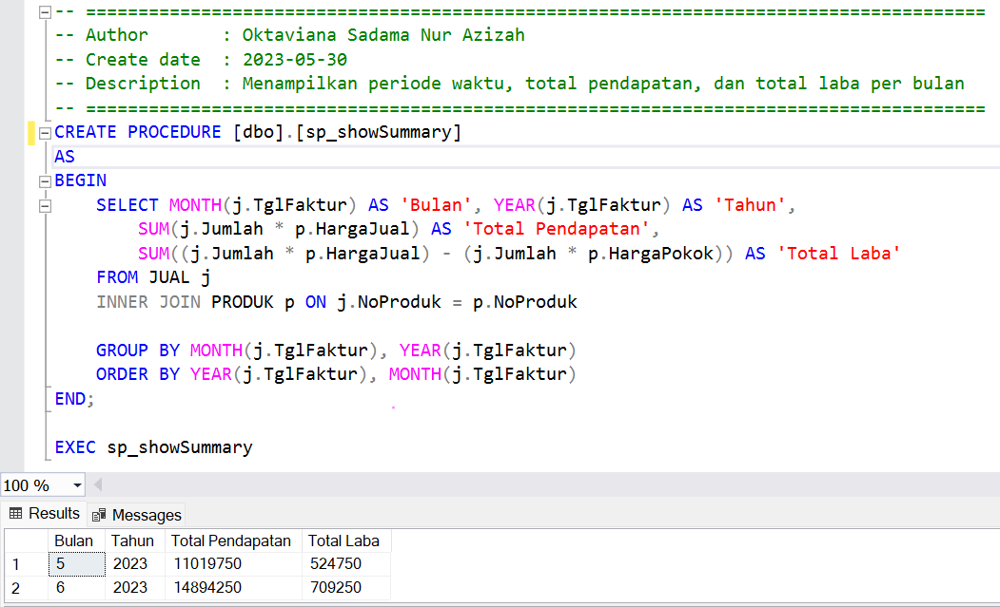 -- ======================================================================================
-- Author       : Oktaviana Sadama Nur Azizah
-- Create date  : 2023-05-30
-- Description  : Menampilkan periode waktu, total pendapatan, dan total laba per bulan
-- ======================================================================================
CREATE PROCEDURE [dbo].[sp_showSummary]
AS
BEGIN
    SELECT MONTH(j.TglFaktur) AS 'Bulan', YEAR(j.TglFaktur) AS 'Tahun',
        SUM(j.Jumlah * p.HargaJual) AS 'Total Pendapatan',
        SUM((j.Jumlah * p.HargaJual) - (j.Jumlah * p.HargaPokok)) AS 'Total Laba'
    FROM JUAL j
    INNER JOIN PRODUK p ON j.NoProduk = p.NoProduk
    GROUP BY MONTH(j.TglFaktur), YEAR(j.TglFaktur)
    ORDER BY YEAR(j.TglFaktur), MONTH(j.TglFaktur)
END;
EXEC sp_showSummary
100 %
Results Messages
Bulan Tahun Total Pendapatan Total Laba
1 5 2023 11019750 524750
2 6 2023 14894250 709250